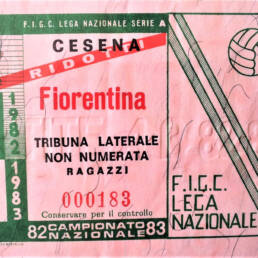 F.I.G.C. LEGA NAZIONALE SERIE A
CESENA
RIDOTTI
Fiorentina
1982
1983
TRIBUNA LATERALE
NON NUMERATA
RAGAZZI
000183
Conservare per il controllo
82 CAMPIONATO 83
NAZIONALE
F.I.G.C.
LEGA
NAZIONALE